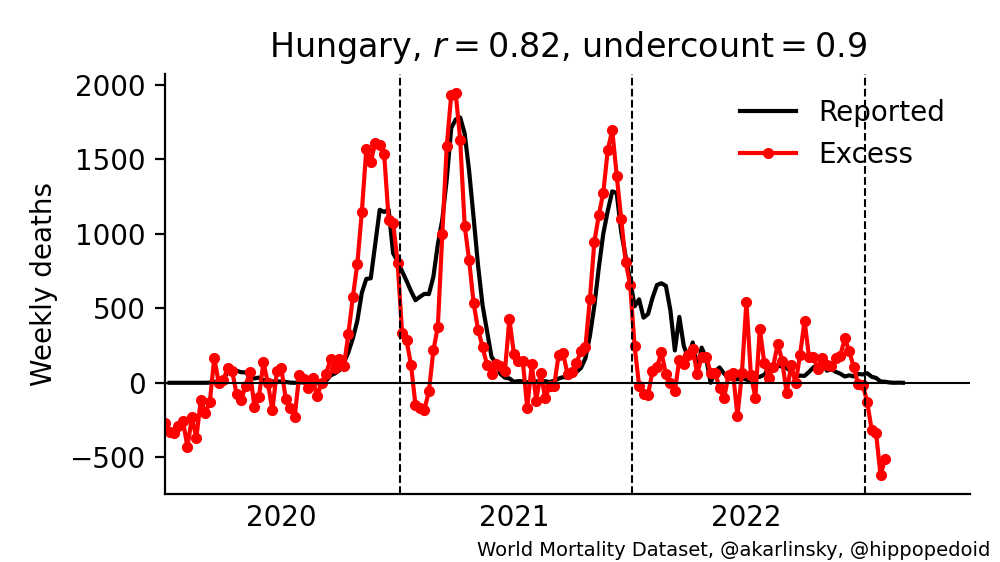 Hungary, r = 0.82, undercount = 0.9
2000
1500
1000
500
0
−500
Weekly deaths
Reported
Excess
2020 2021 2022
World Mortality Dataset, @akarlinsky, @hippopedoid